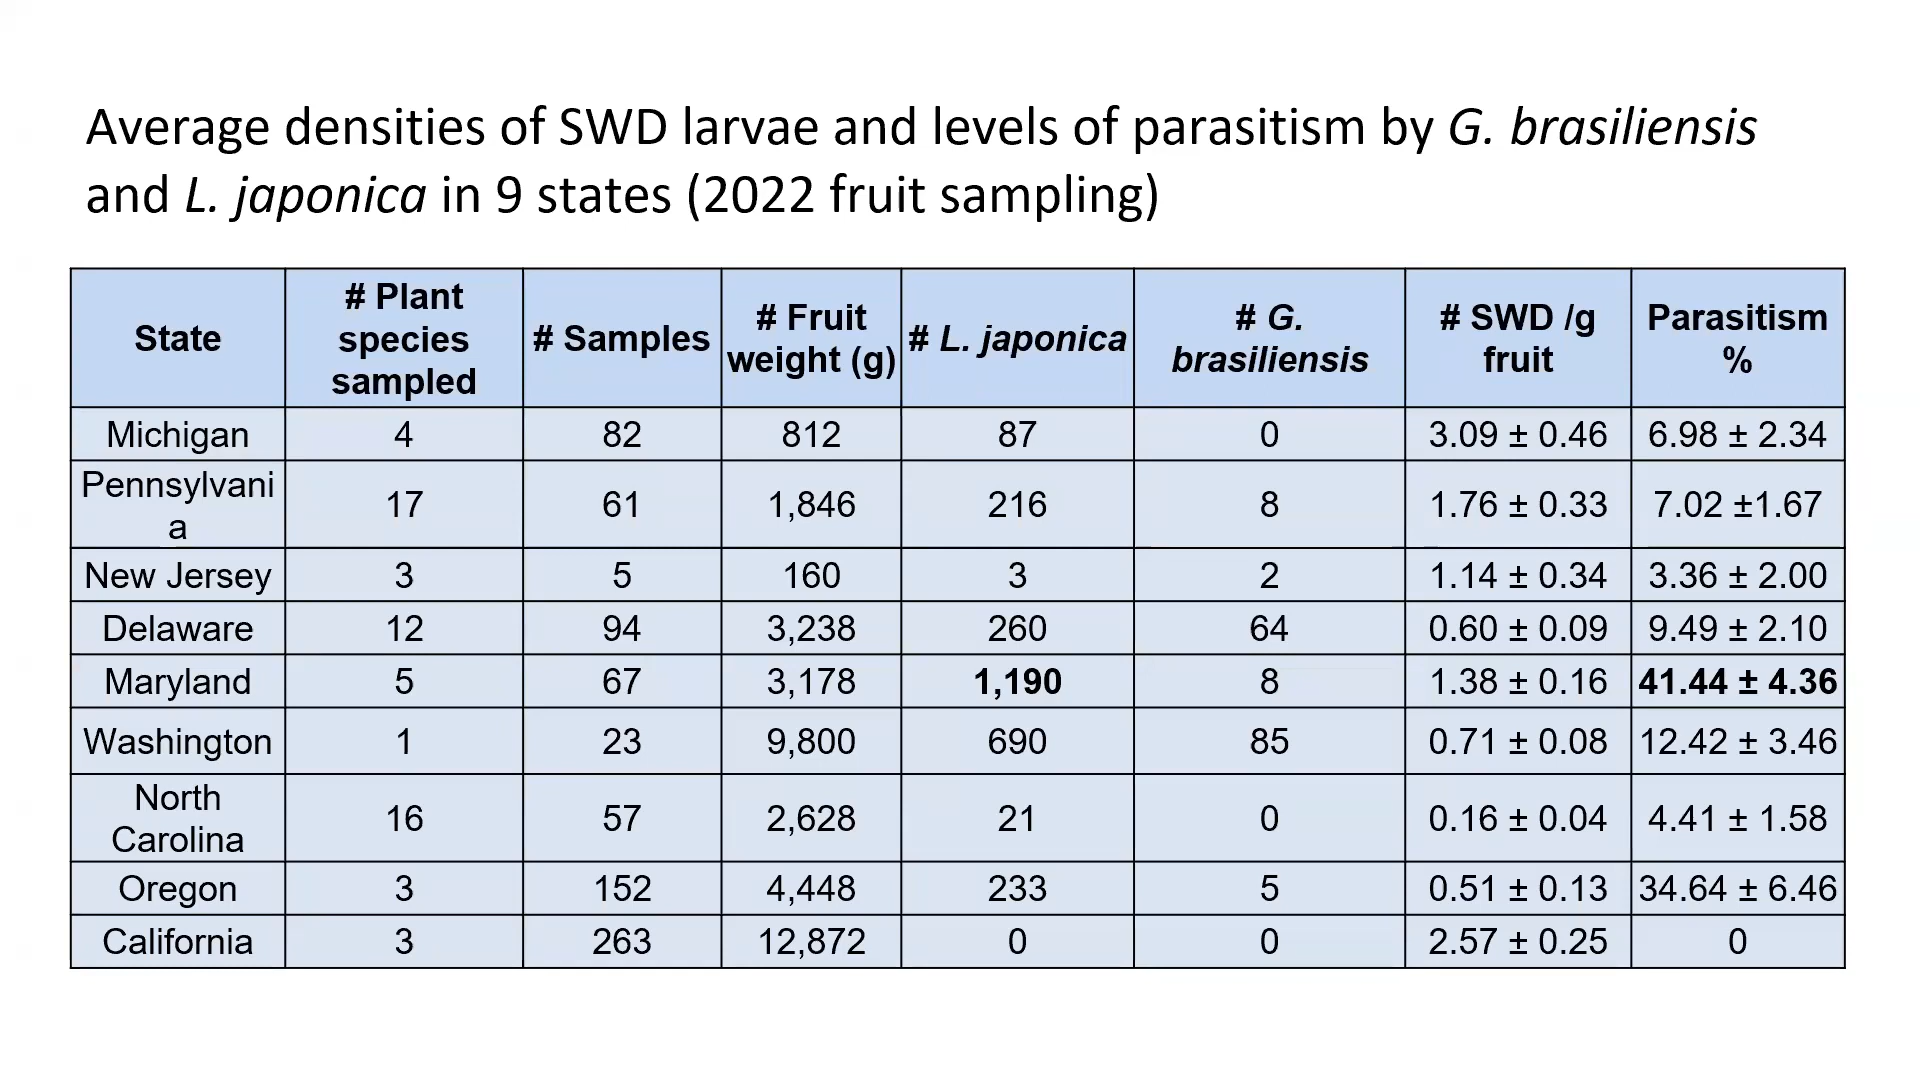 Average densities of SWD larvae and levels of parasitism by G. brasiliensis
and L. japonica in 9 states (2022 fruit sampling)
State # Plant species sampled # Samples # Fruit weight (g) # L. japonica # G. brasiliensis # SWD /g fruit Parasitism %
Michigan 4 82 812 87 0 3.09 ± 0.46 6.98 ± 2.34
Pennsylvania 17 61 1,846 216 8 1.76 ± 0.33 7.02 ±1.67
New Jersey 3 5 160 3 2 1.14 ± 0.34 3.36 ± 2.00
Delaware 12 94 3,238 260 64 0.60 ± 0.09 9.49 ± 2.10
Maryland 5 67 3,178 1,190 8 1.38 ± 0.16 41.44 ± 4.36
Washington 1 23 9,800 690 85 0.71 ± 0.08 12.42 ± 3.46
North Carolina 16 57 2,628 21 0 0.16 ± 0.04 4.41 ± 1.58
Oregon 3 152 4,448 233 5 0.51 ± 0.13 34.64 ± 6.46
California 3 263 12,872 0 0 2.57 ± 0.25 0